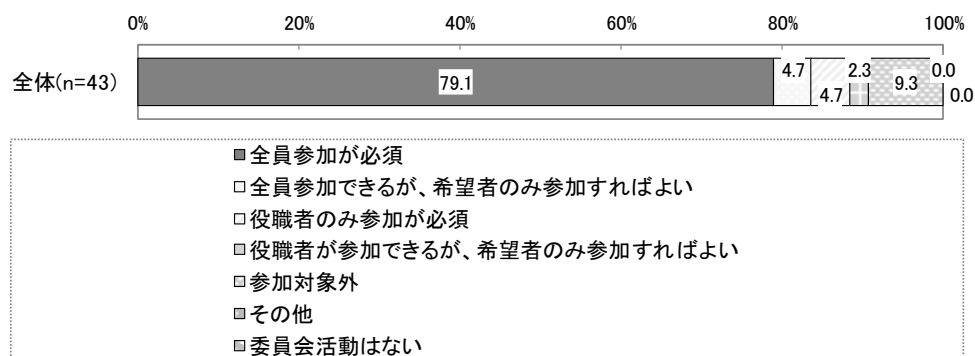 0% 20% 40% 60% 80% 100%
全体(n=43) 79.1 4.7 4.7 2.3 9.3 0.0 0.0
全員参加が必須
全員参加できるが、希望者のみ参加すればよい
役職者のみ参加が必須
役職者が参加できるが、希望者のみ参加すればよい
参加対象外
その他
委員会活動はない